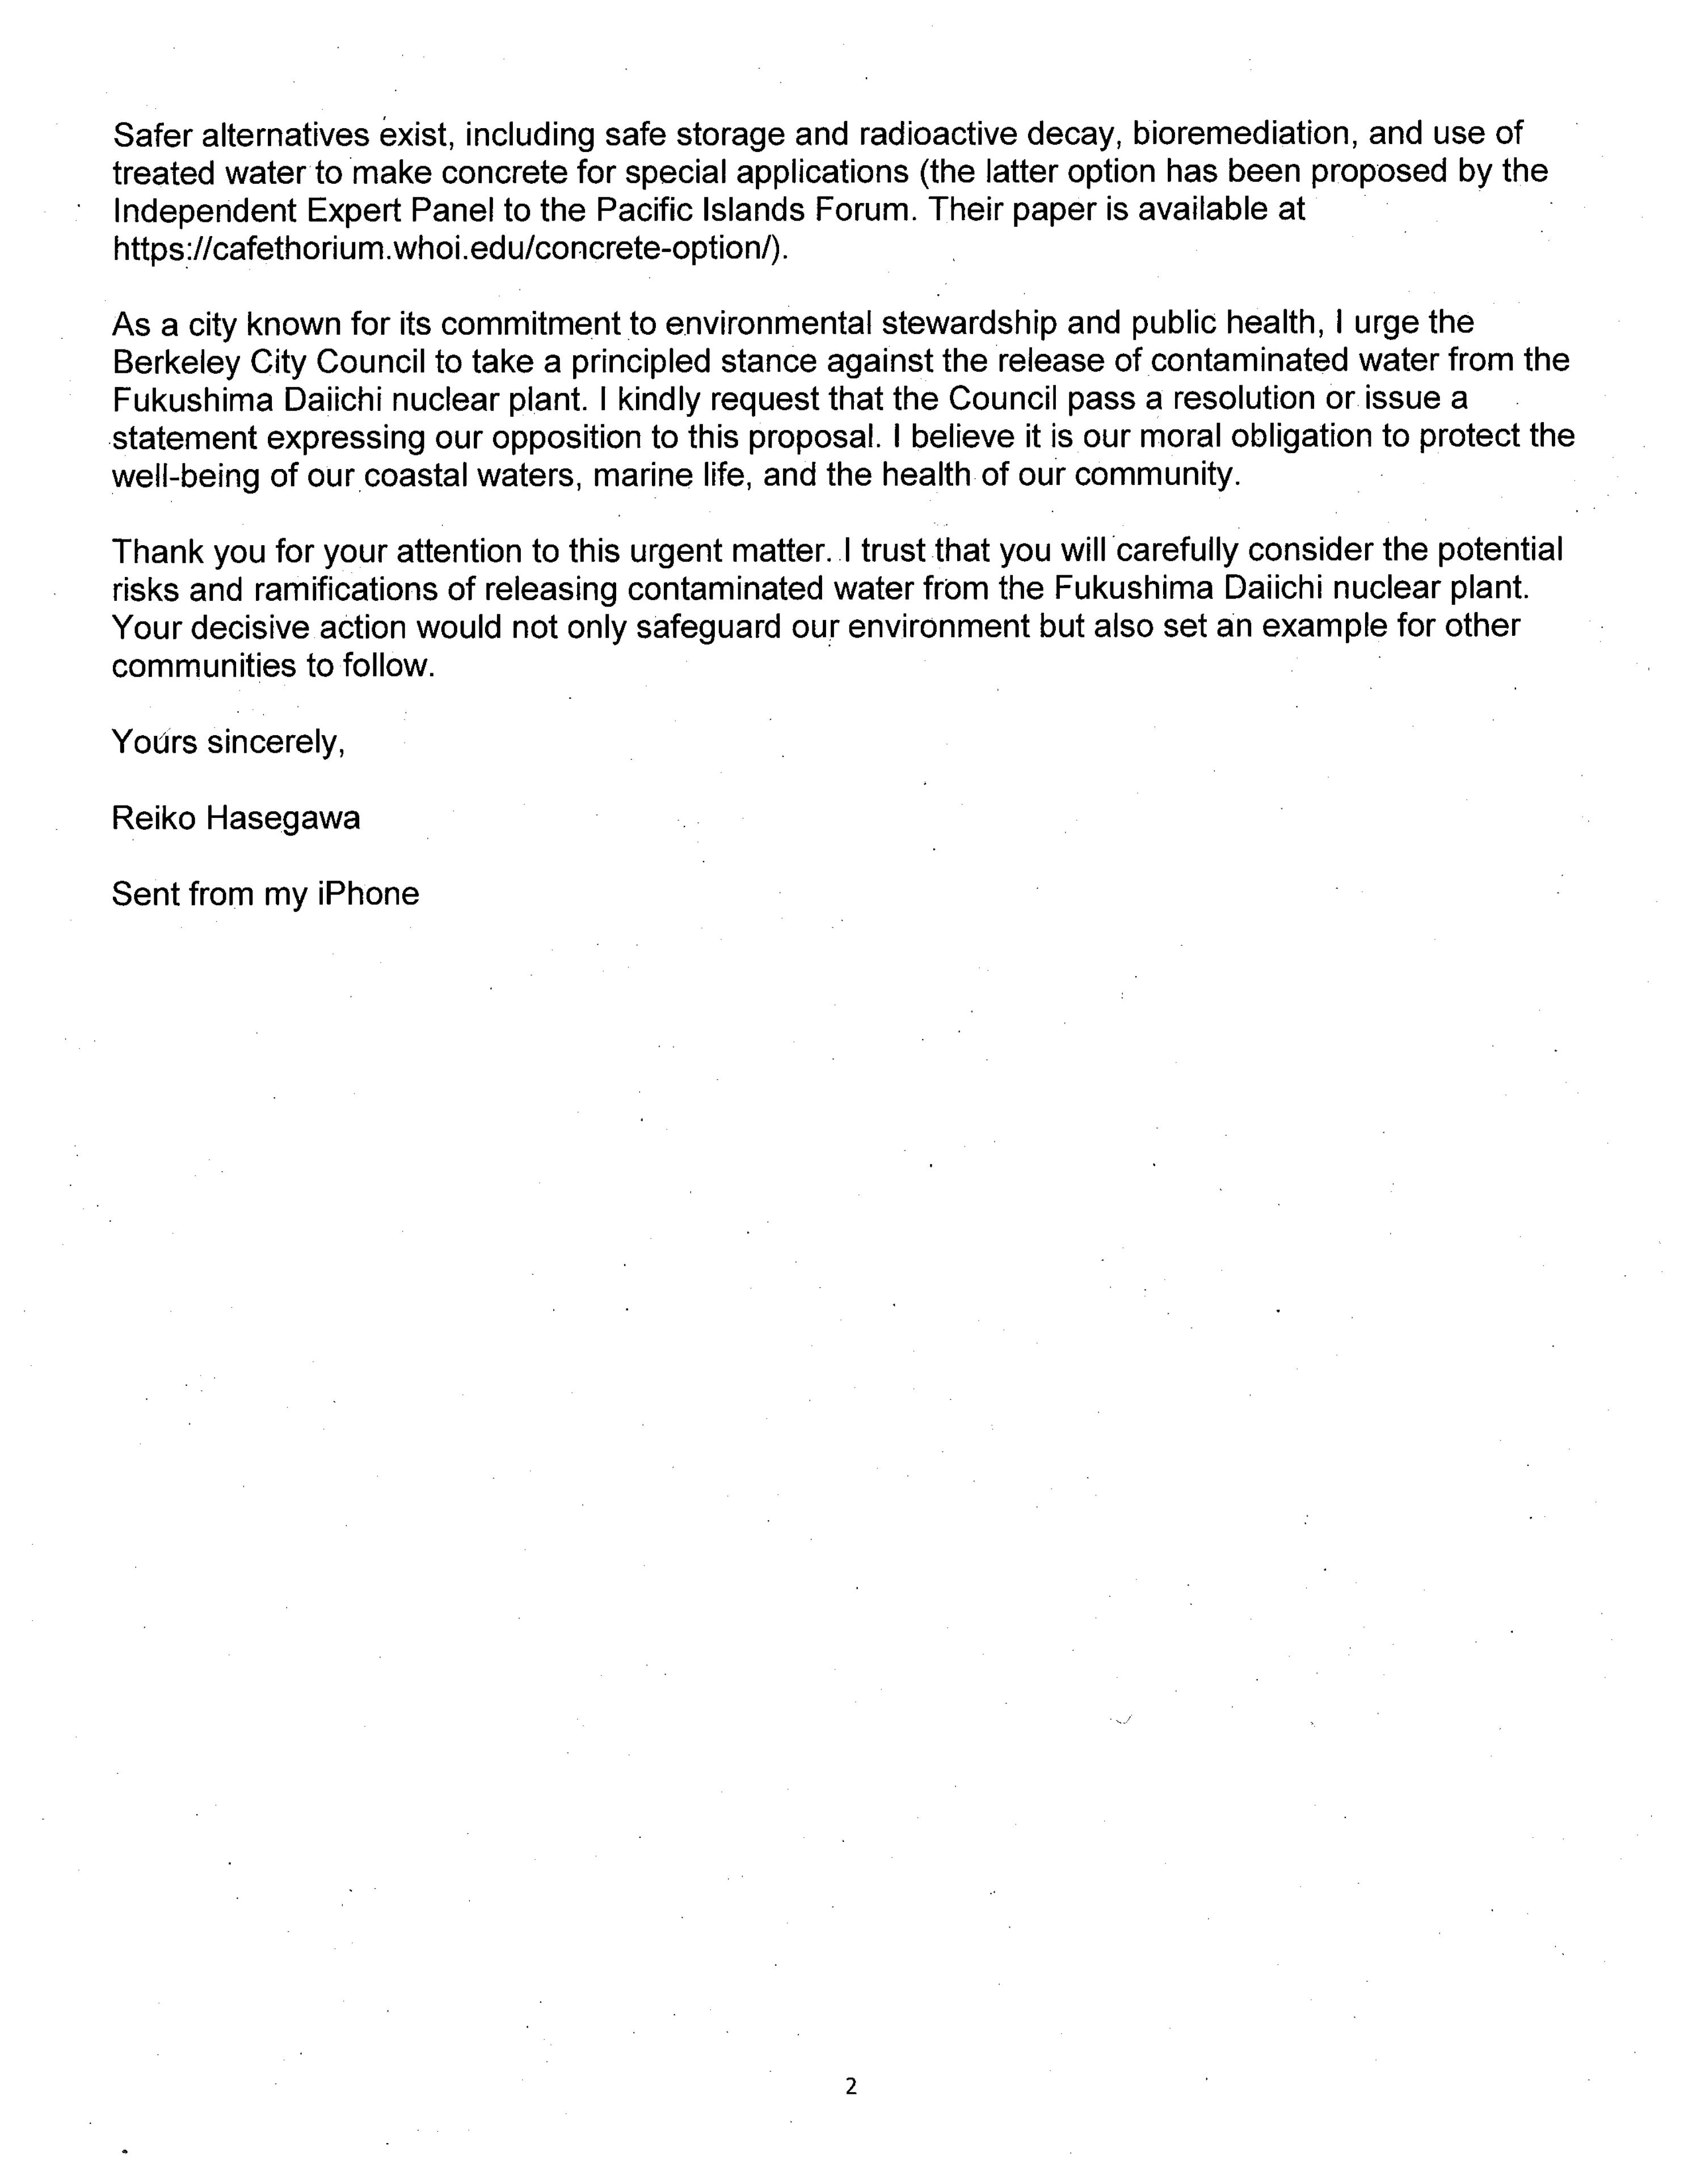 Safer alternatives exist, including safe storage and radioactive decay, bioremediation, and use of
treated water to make concrete for special applications (the latter option has been proposed by the
Independent Expert Panel to the Pacific Islands Forum. Their paper is available at
https://cafethorium.whoi.edu/concrete-option/).
As a city known for its commitment to environmental stewardship and public health, I urge the
Berkeley City Council to take a principled stance against the release of contaminated water from the
Fukushima Daiichi nuclear plant. I kindly request that the Council pass a resolution or issue a
statement expressing our opposition to this proposal. I believe it is our moral obligation to protect the
well-being of our coastal waters, marine life, and the health of our community.
Thank you for your attention to this urgent matter. I trust that you will carefully consider the potential
risks and ramifications of releasing contaminated water from the Fukushima Daiichi nuclear plant.
Your decisive action would not only safeguard our environment but also set an example for other
communities to follow.
Yours sincerely,
Reiko Hasegawa
Sent from my iPhone
2